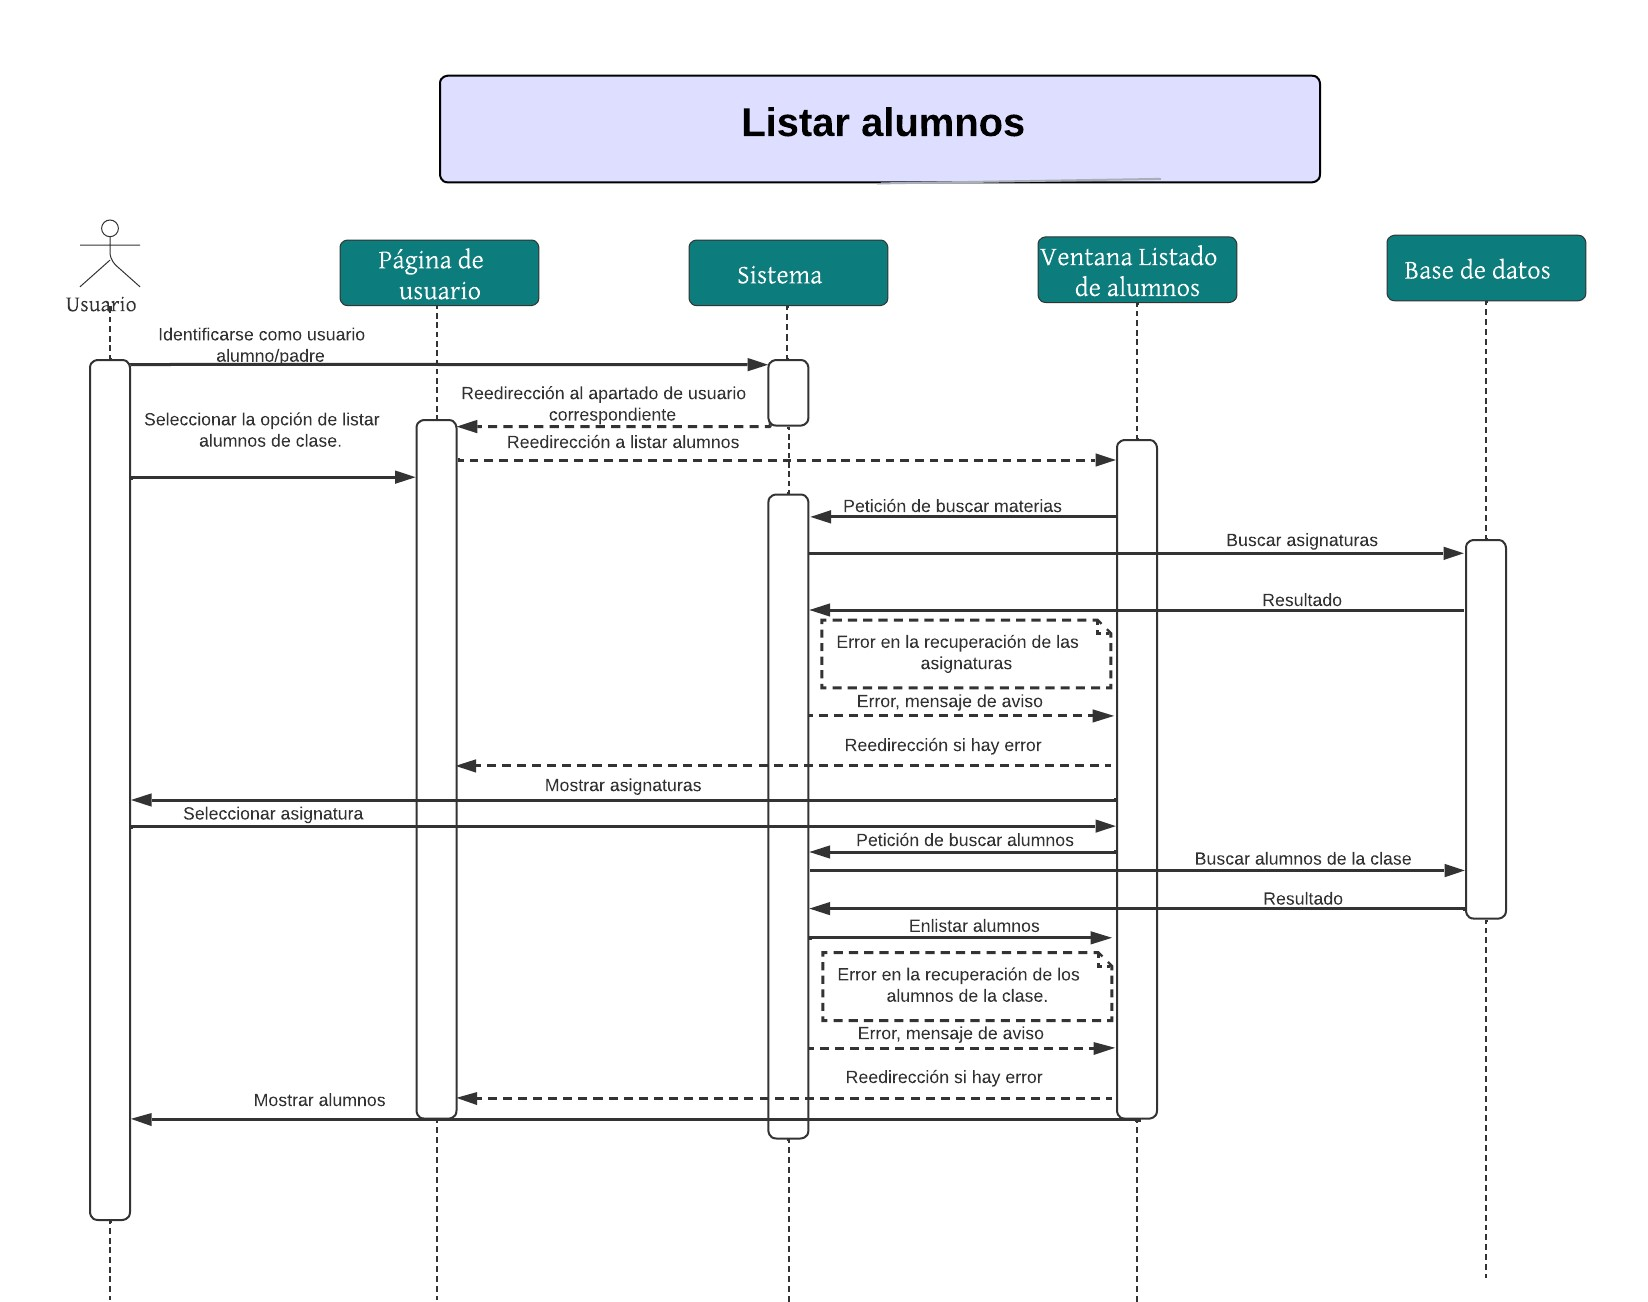 Listar alumnos
Usuario
Página de
usuario
Sistema
Ventana Listado
de alumnos
Base de datos
Identificarse como usuario
alumno/padre
Reedirección al apartado de usuario
correspondiente
Seleccionar la opción de listar
alumnos de clase.
Reedirección a listar alumnos
Petición de buscar materias
Buscar asignaturas
Resultado
Error en la recuperación de las
asignaturas
Error, mensaje de aviso
Reedirección si hay error
Mostrar asignaturas
Seleccionar asignatura
Petición de buscar alumnos
Buscar alumnos de la clase
Resultado
Enlistar alumnos
Error en la recuperación de los
alumnos de la clase.
Error, mensaje de aviso
Reedirección si hay error
Mostrar alumnos